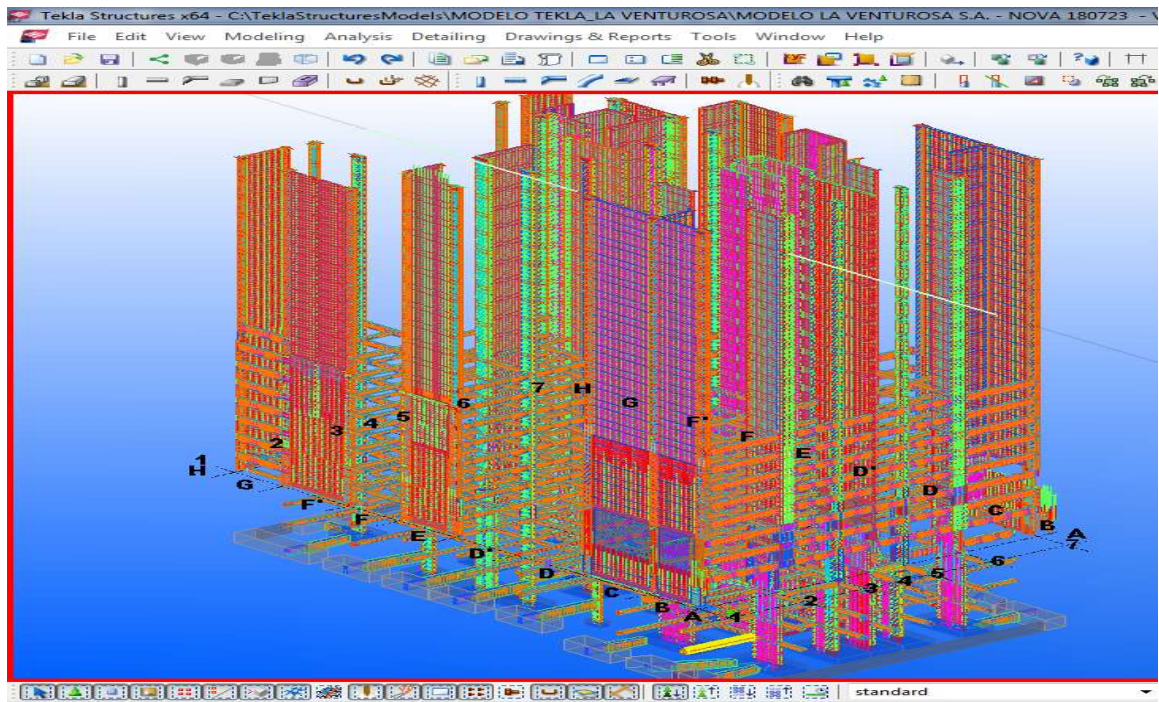 Tekla Structures x64 - C:\TeklaStructuresModels\MODELO TEKLA_LA VENTUROSA\MODELO LA VENTUROSA S.A. - NOVA 180723 - V
File Edit View Modeling Analysis Detailing Drawings & Reports Tools Window Help
7 H G
6
5 F' F
4
3 E
2 D'
1 D
H C
G B
F' A
F 7
E 6
D' 5
D 4
C 3
B 2
A 1
standard